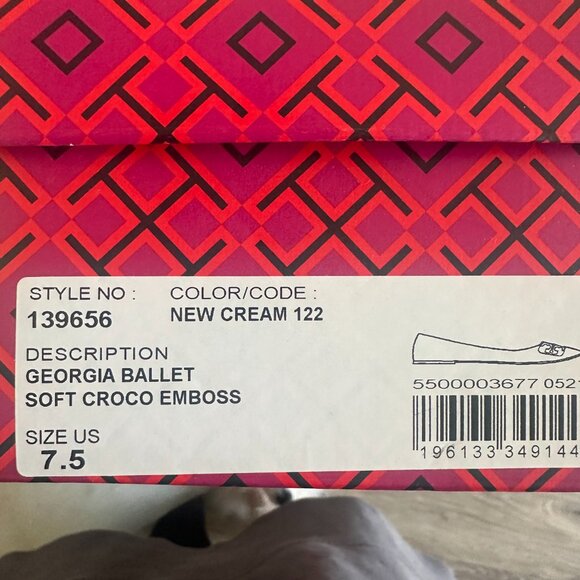 STYLE NO : COLOR/CODE :
139656 NEW CREAM 122
DESCRIPTION
GEORGIA BALLET
SOFT CROCO EMBOSS
SIZE US
7.5
5500003677 0521
196133 349144